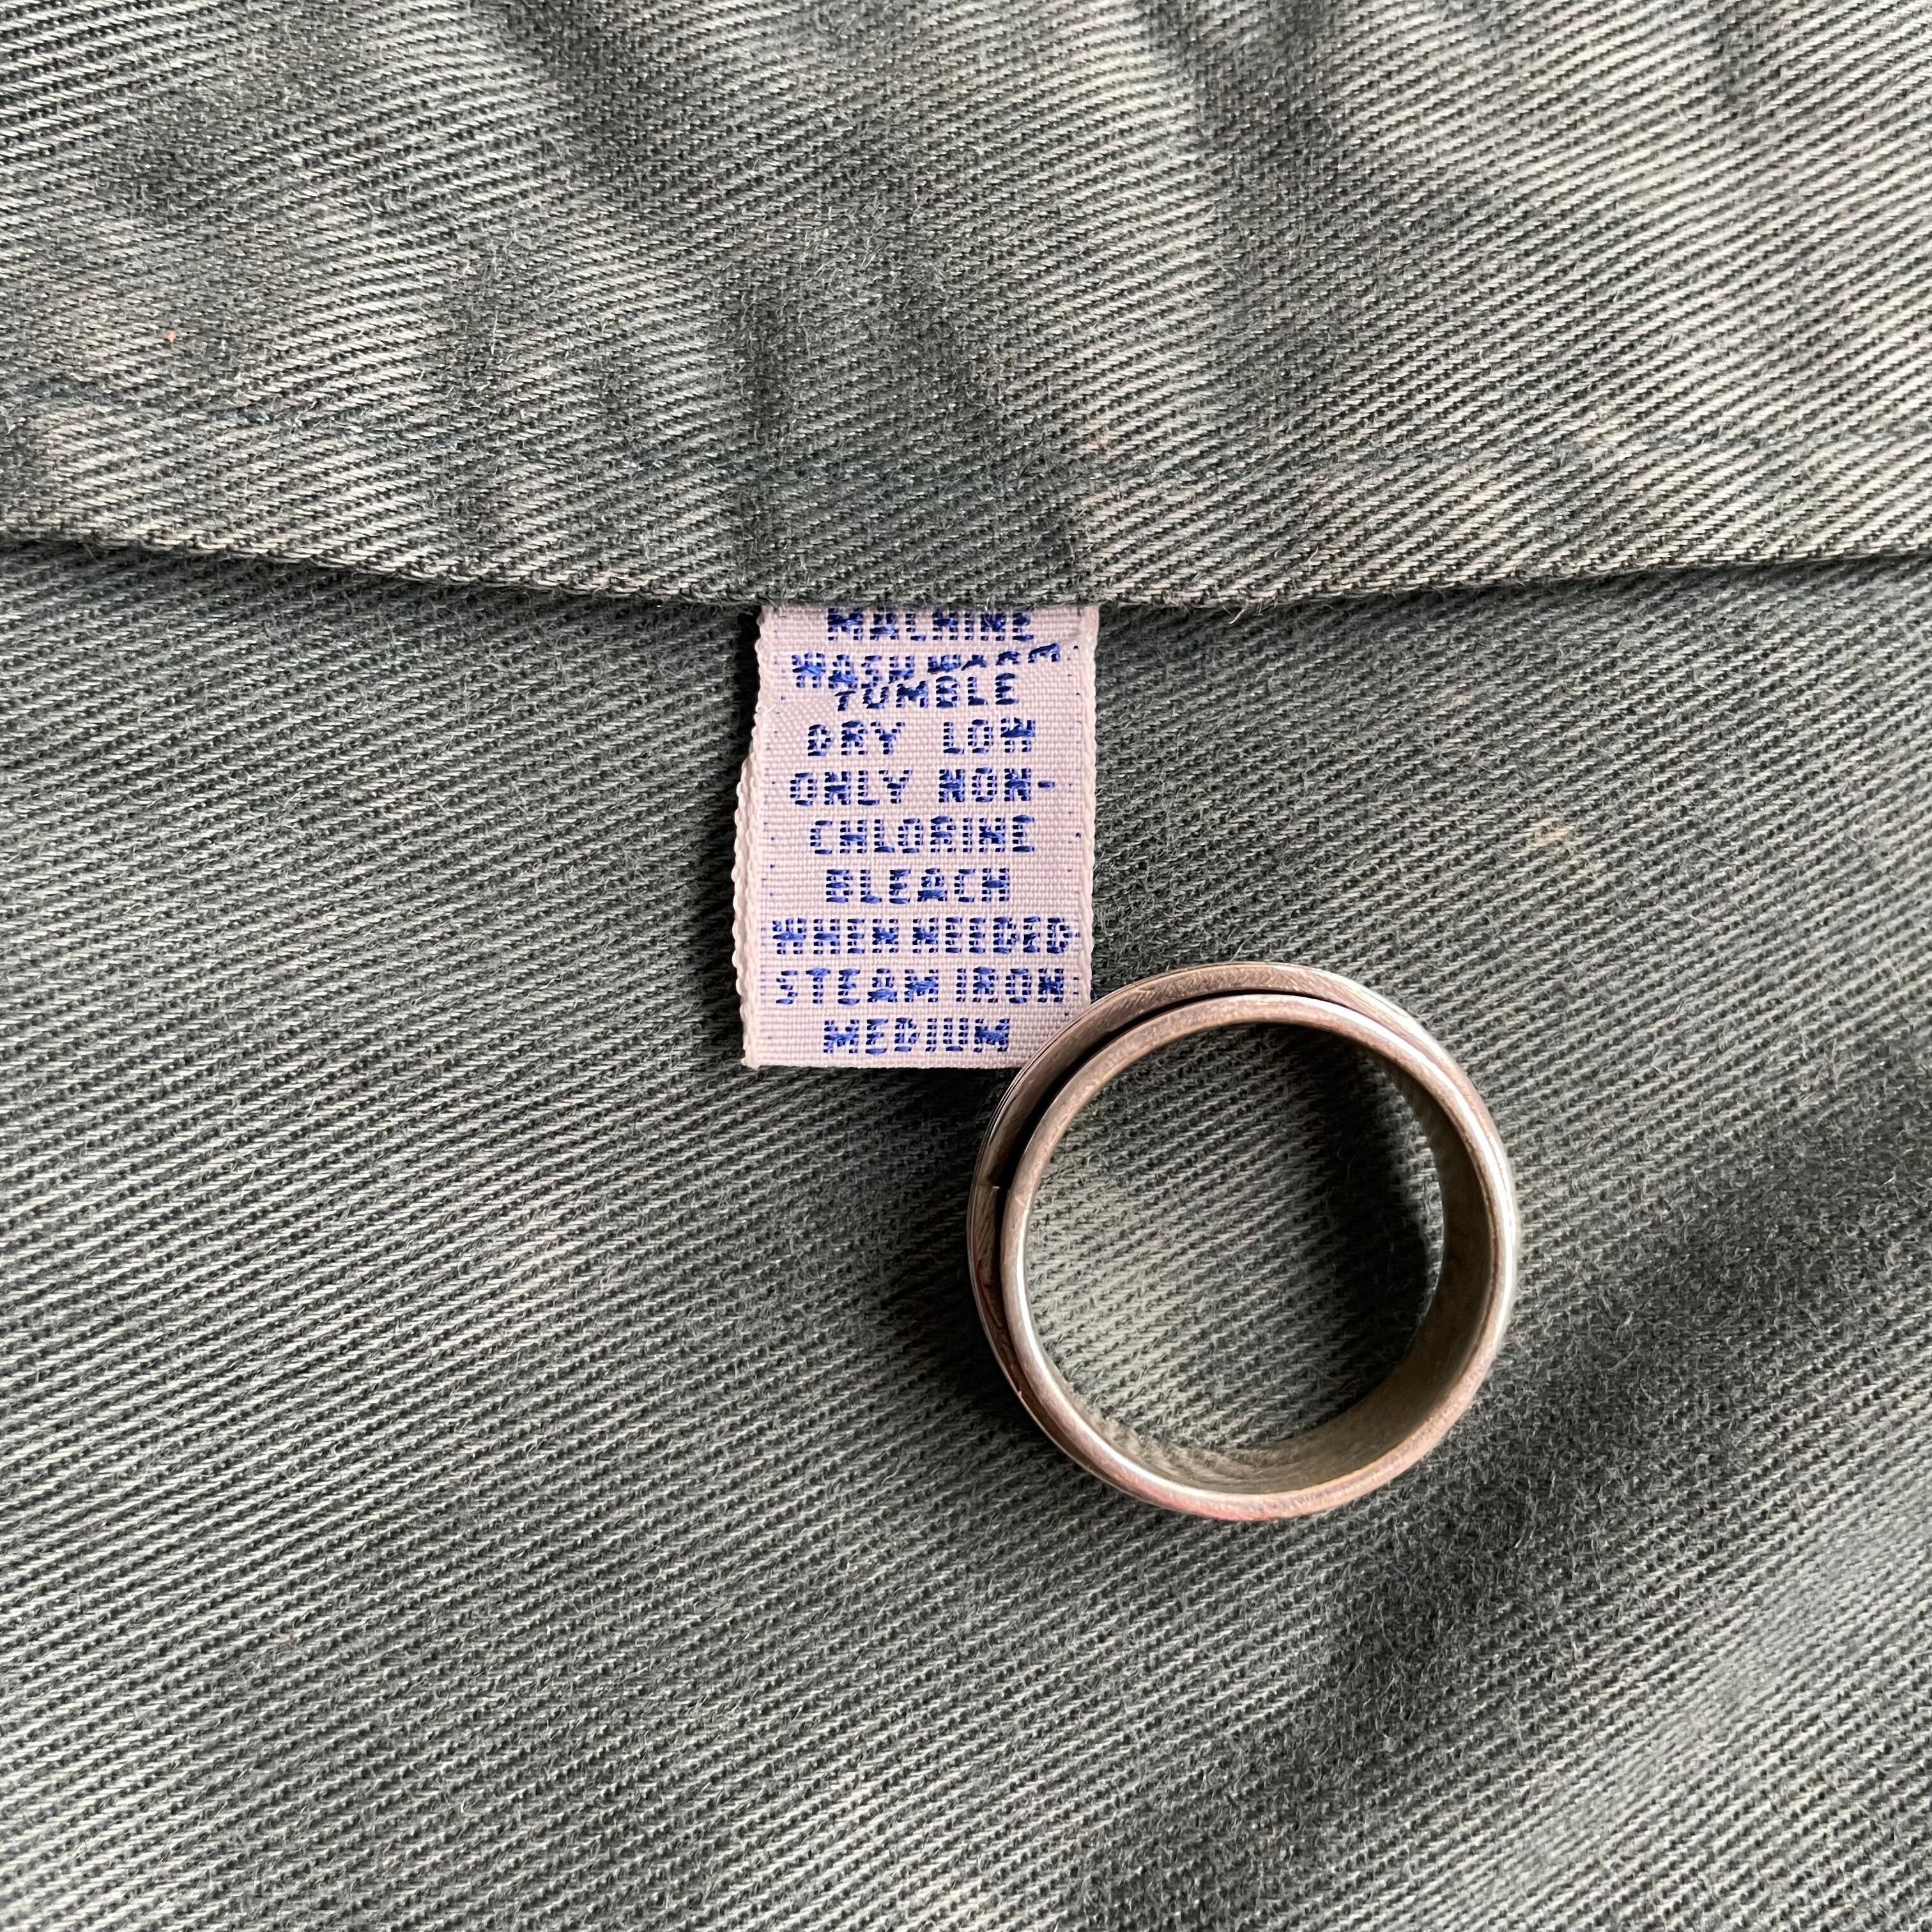 MACHINE
WASH WARM
TUMBLE
DRY LOW
ONLY NON-
CHLORINE
BLEACH
WHEN NEEDED
STEAM IRON
MEDIUM